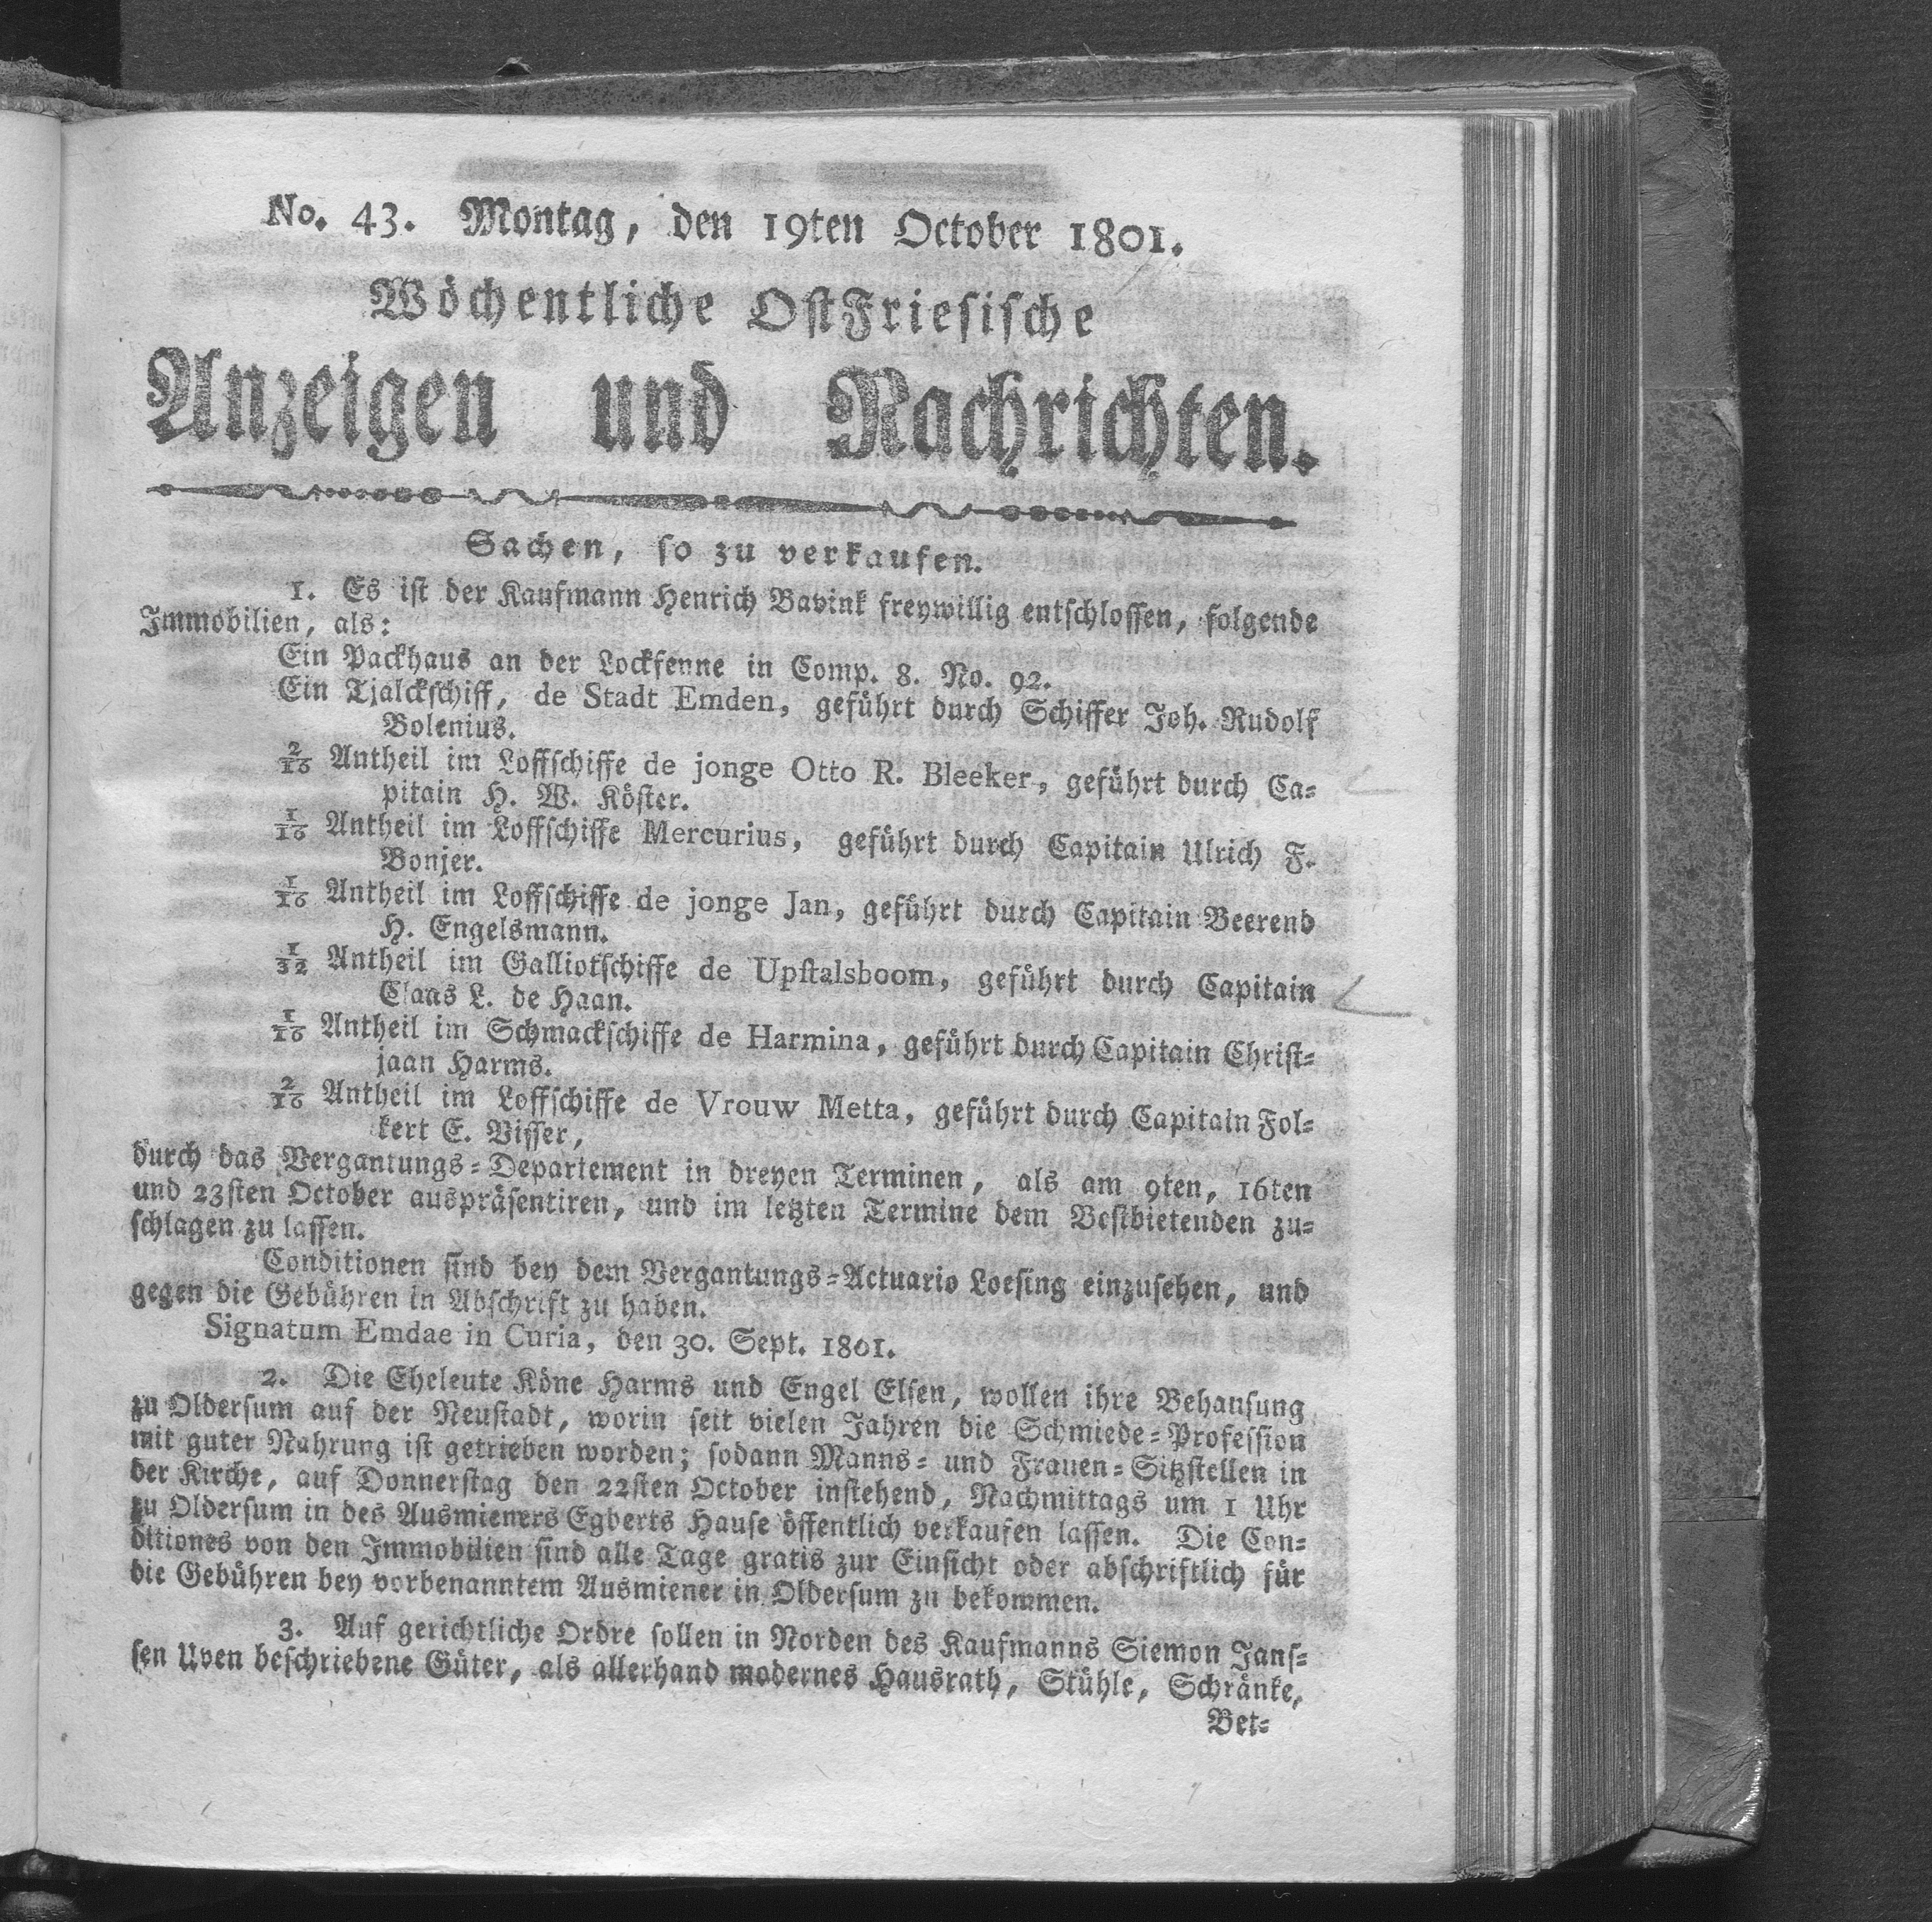 No. 43. Montag, den 19ten October 1801.
Wöchentliche OstFriesische
Anzeigen und Nachrichten.
Sachen, so zu verkaufen.
1. Es ist der Kaufmann Henrich Bavink freywillig entschlossen, folgende
Immobilien, als:
Ein Packhaus an der Lockfenne in Comp. 8. No. 92.
Ein Tjalckschiff, de Stadt Emden, geführt durch Schiffer Joh. Rudolf
Bolenius.
2/16 Antheil im Loffschiffe de jonge Otto R. Bleeker, geführt durch Ca-
pitain H. W. Köster.
1/16 Antheil im Loffschiffe Mercurius, geführt durch Capitain Ulrich F.
Bonjer.
1/16 Antheil im Loffschiffe de jonge Jan, geführt durch Capitain Beerend
H. Engelsmann.
1/32 Antheil im Galliotschiffe de Upstalsboom, geführt durch Capitain
Claas L. de Haan.
1/16 Antheil im Schmackschiffe de Harmina, geführt durch Capitain Christ-
jaan Harms.
2/16 Antheil im Loffschiffe de Vrouw Metta, geführt durch Capitain Fol-
kert E. Visser,
durch das Vergantungs-Departement in dreyen Terminen, als am 9ten, 16ten
und 23sten October auspräsentiren, und im letzten Termine dem Bestbietenden zu-
schlagen zu lassen.
Conditionen sind bey dem Vergantungs-Actuario Loesing einzusehen, und
gegen die Gebühren in Abschrift zu haben.
Signatum Emdae in Curia, den 30. Sept. 1801.
2. Die Eheleute Köne Harms und Engel Elsen, wollen ihre Behausung
zu Oldersum auf der Neustadt, worin seit vielen Jahren die Schmiede-Profession
mit guter Nahrung ist getrieben worden; sodann Manns- und Frauen-Sitzstellen in
der Kirche, auf Donnerstag den 22sten October instehend, Nachmittags um 1 Uhr
zu Oldersum in des Ausmieners Egberts Hause öffentlich verkaufen lassen. Die Con-
ditiones von den Immobilien sind alle Tage gratis zur Einsicht oder abschriftlich für
die Gebühren bey vorbenanntem Ausmiener in Oldersum zu bekommen.
3. Auf gerichtliche Ordre sollen in Norden des Kaufmanns Siemon Jans-
sen Uven beschriebene Güter, als allerhand modernes Hausrath, Stühle, Schränke,
Bet-